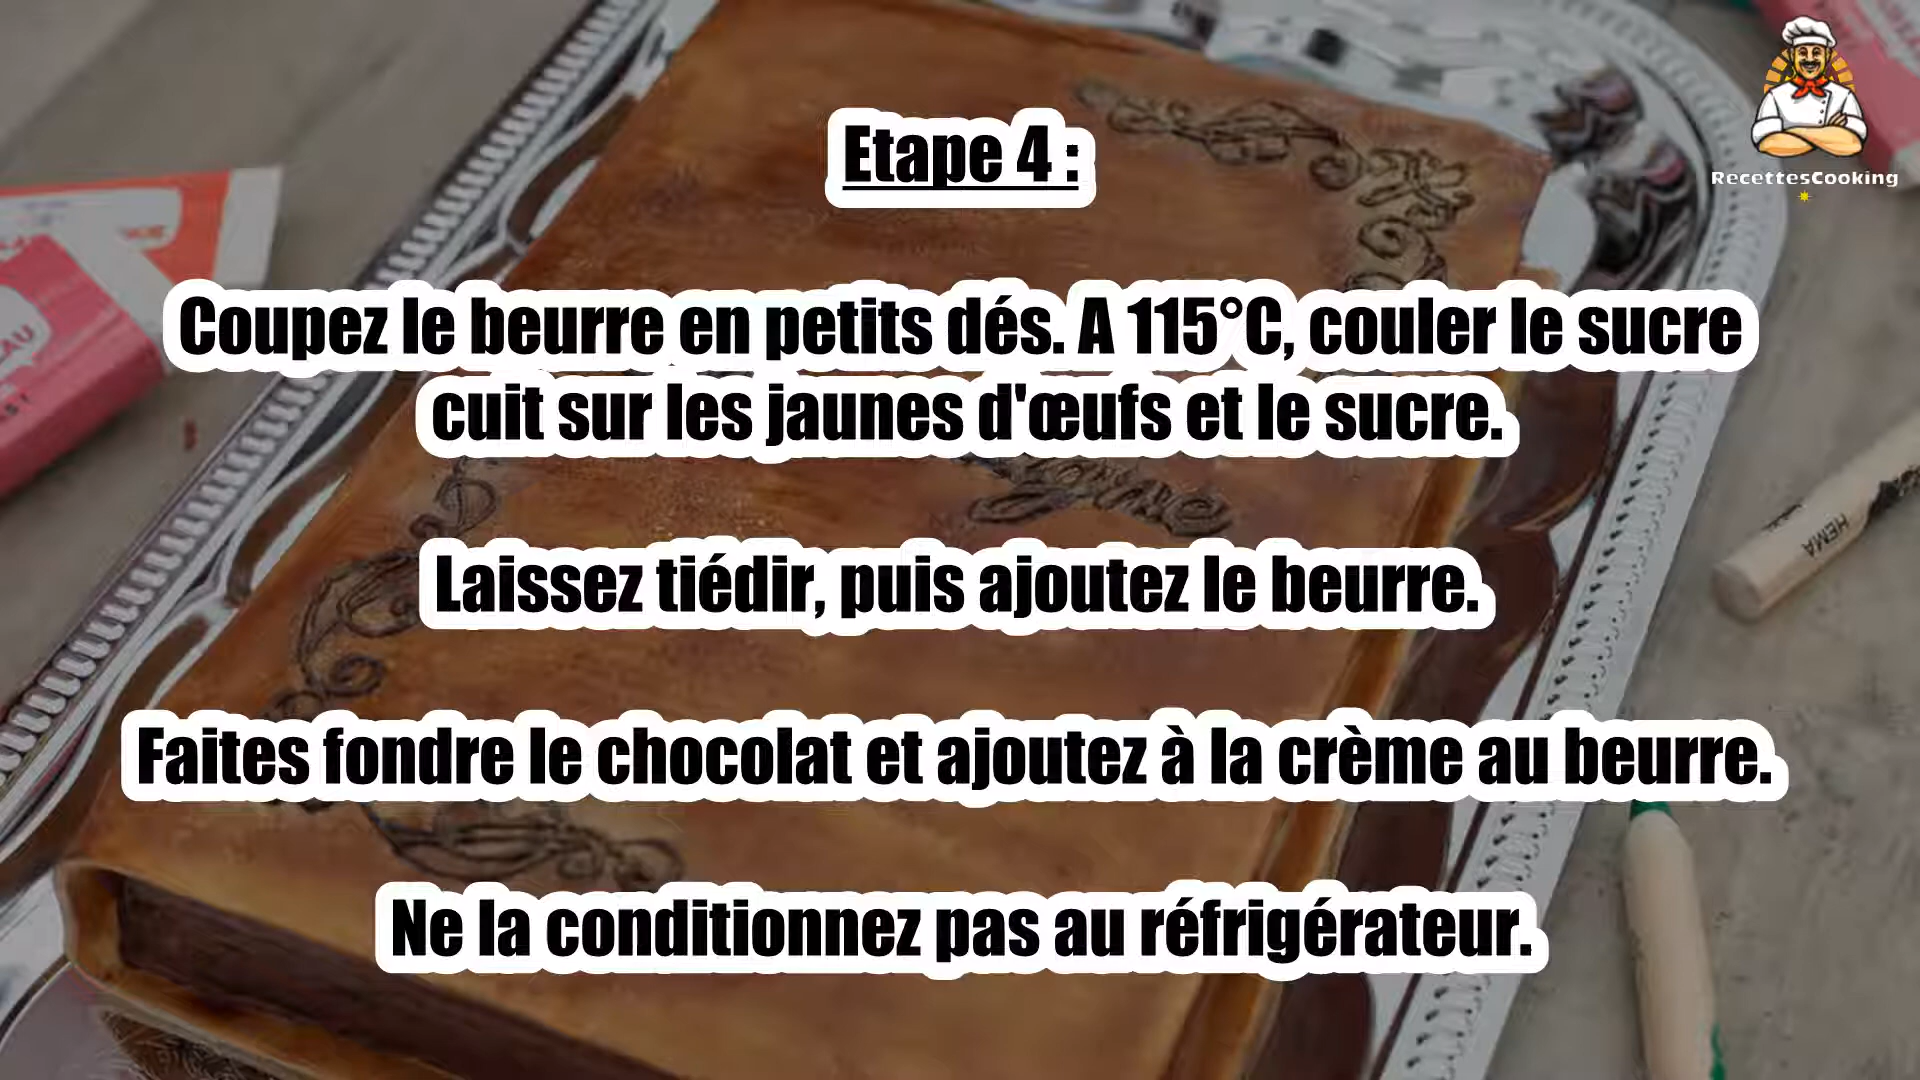 RecettesCooking
Etape 4 :
Coupez le beurre en petits dés. A 115°C, couler le sucre
cuit sur les jaunes d'œufs et le sucre.
Laissez tiédir, puis ajoutez le beurre.
Faites fondre le chocolat et ajoutez à la crème au beurre.
Ne la conditionnez pas au réfrigérateur.
HEMA